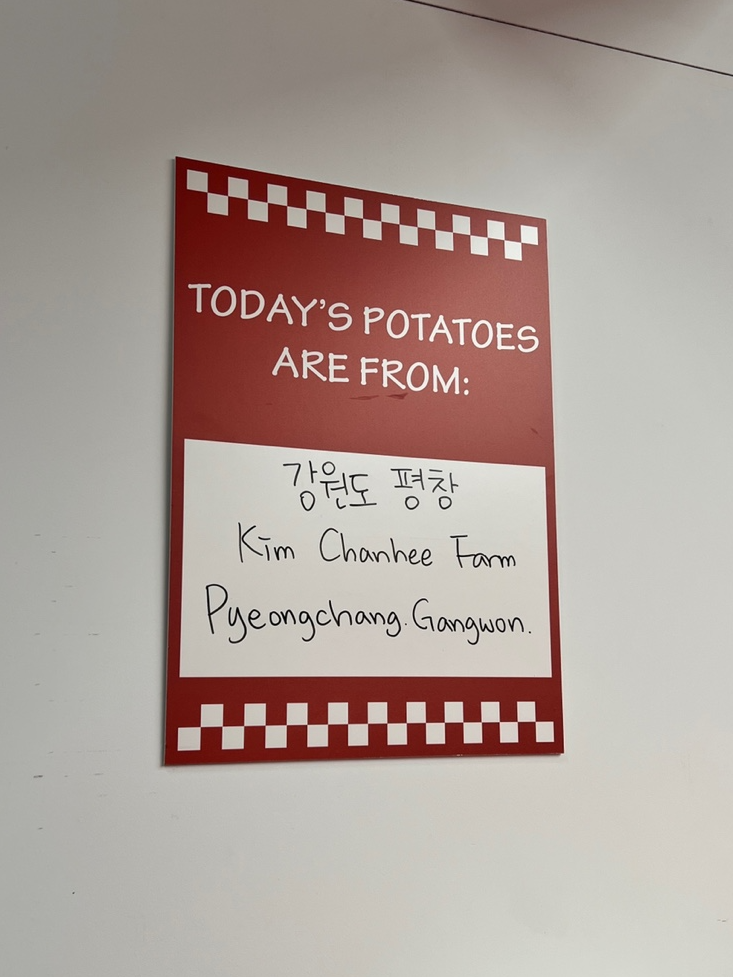 TODAY'S POTATOES
ARE FROM:
강원도 평창
Kim Chanhee Farm
Pyeongchang. Gangwon.